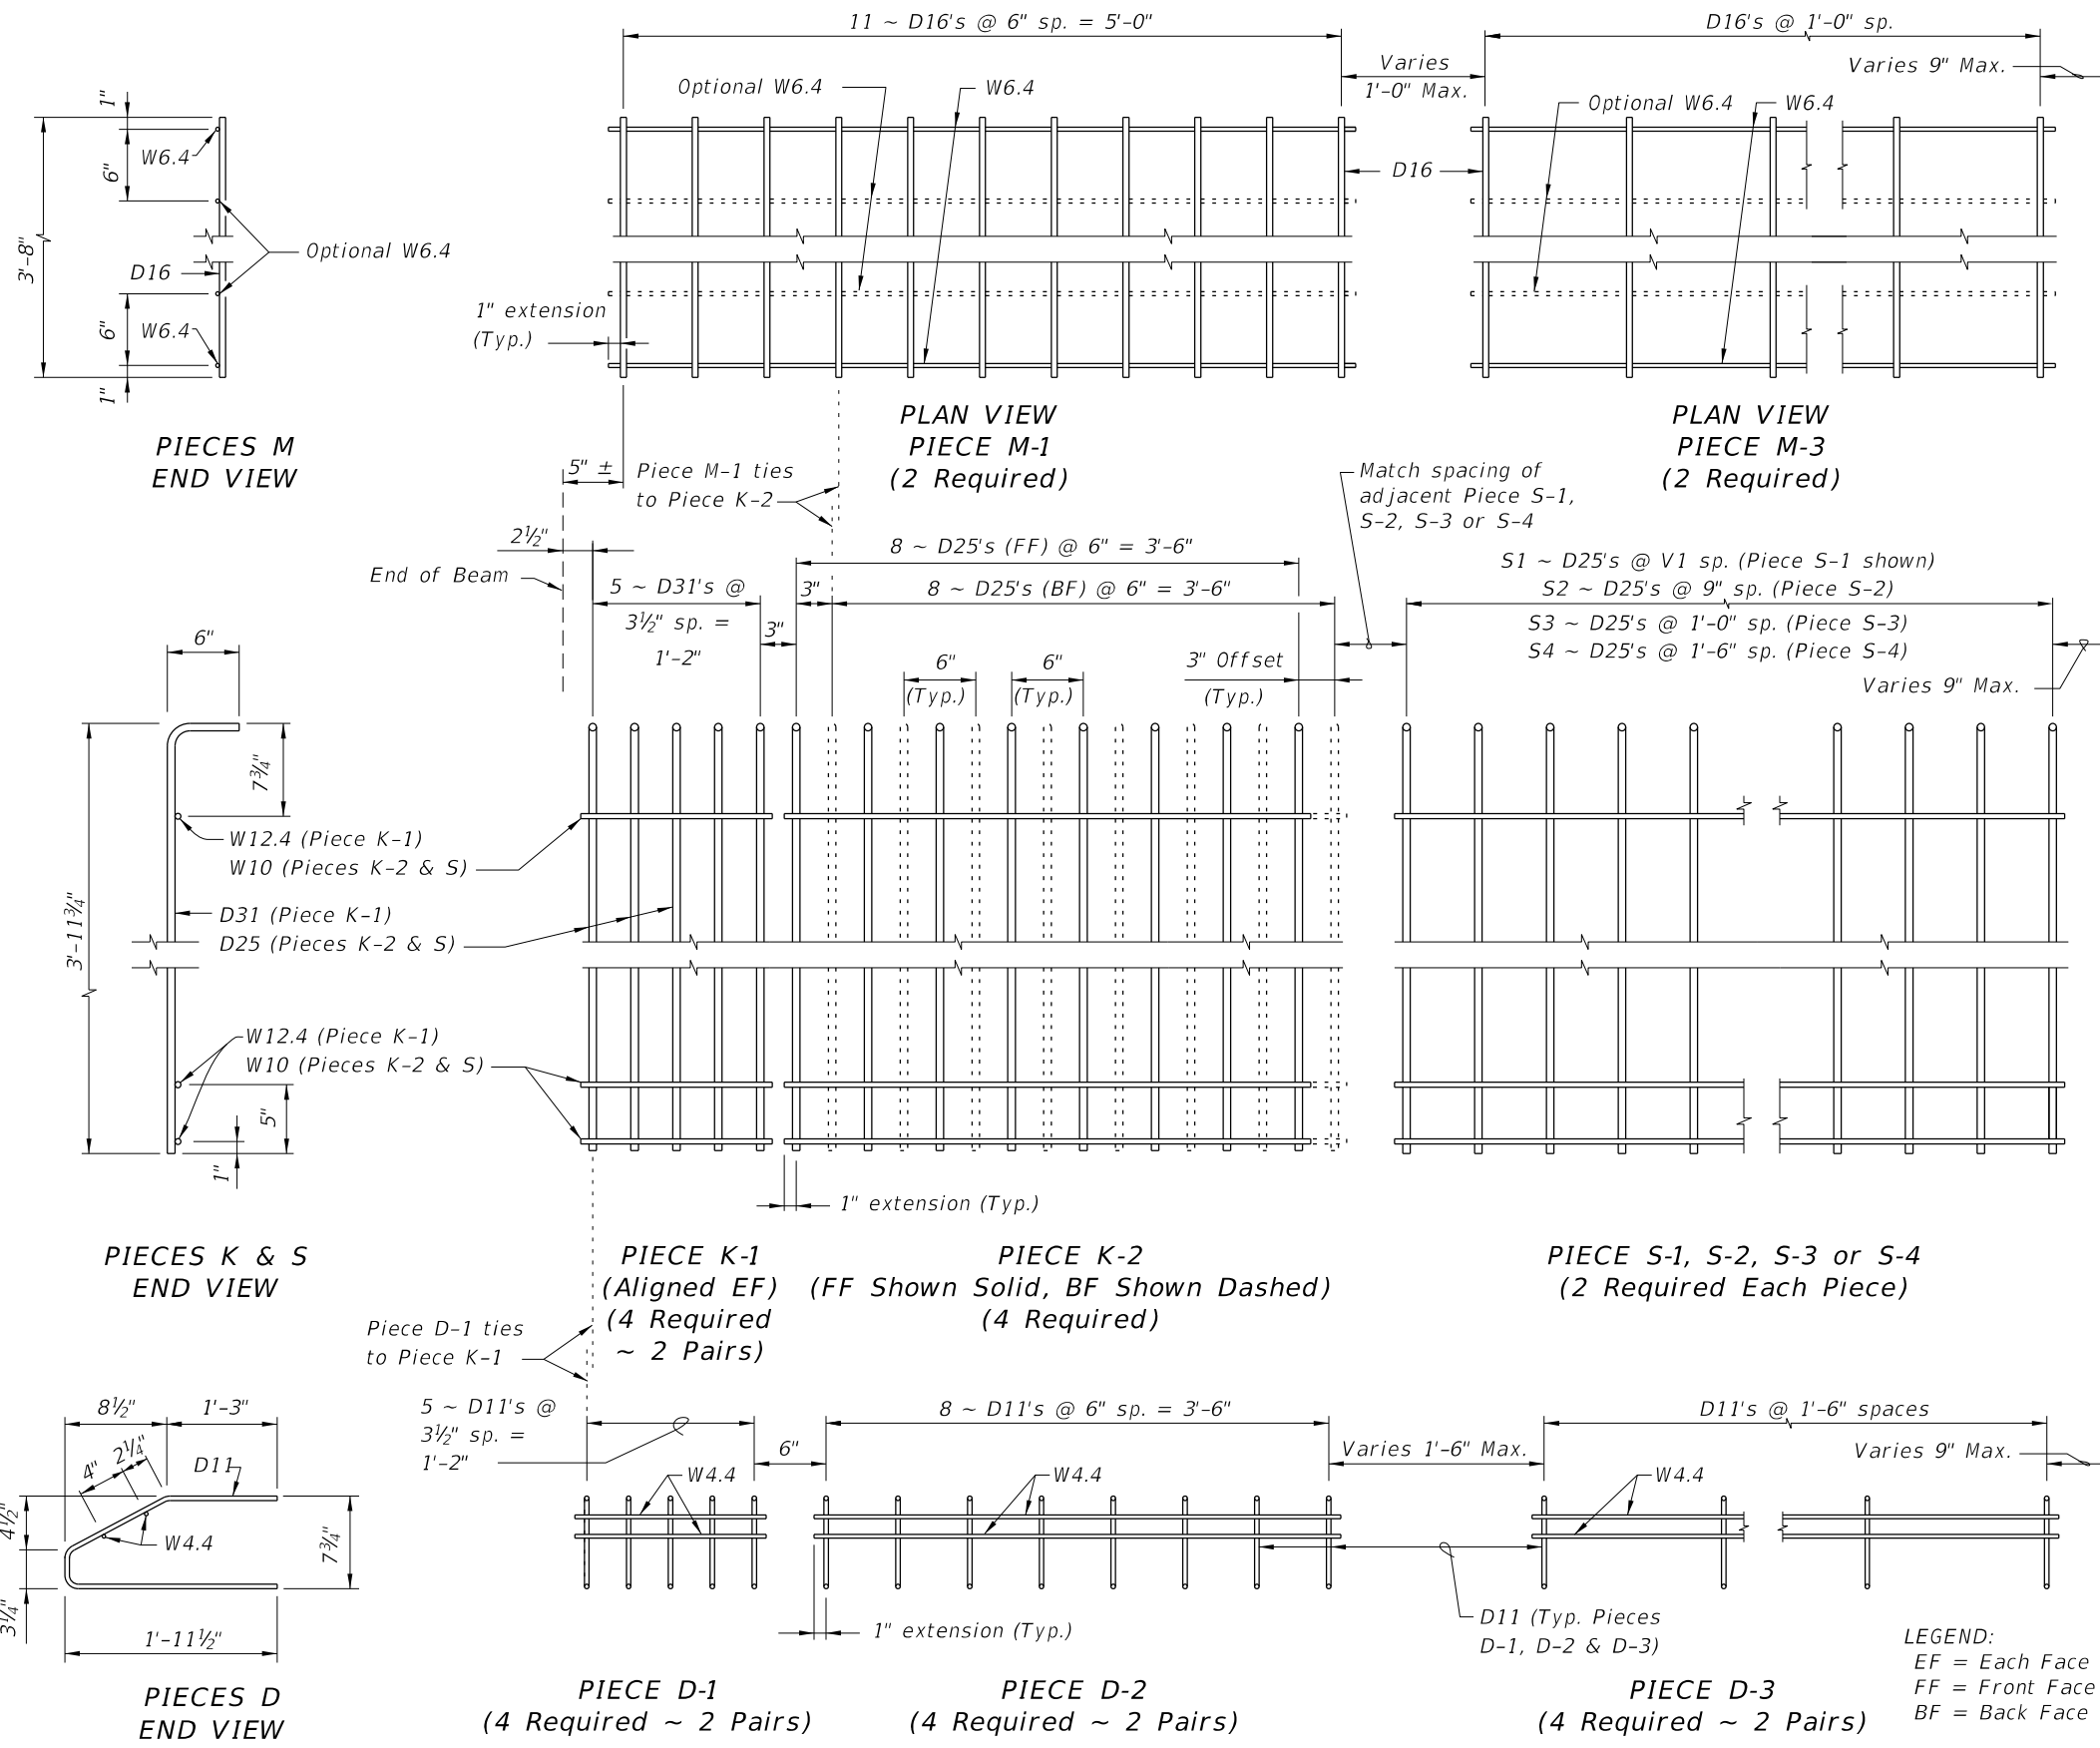 11 ~ D16's @ 6" sp. = 5'-0"
D16's @ 1'-0" sp.
Varies
1'-0" Max.
Varies 9" Max.
Optional W6.4
W6.4
Optional W6.4
W6.4
1"
6"
W6.4
3'-8"
D16
Optional W6.4
D16
6"
W6.4
1"
1" extension
(Typ.)
PIECES M
END VIEW
PLAN VIEW
PIECE M-1
(2 Required)
PLAN VIEW
PIECE M-3
(2 Required)
5" ±
Piece M-1 ties
to Piece K-2
Match spacing of
adjacent Piece S-1,
S-2, S-3 or S-4
2½"
End of Beam
8 ~ D25's (FF) @ 6" = 3'-6"
5 ~ D31's @
3½" sp. =
1'-2"
3"
3"
8 ~ D25's (BF) @ 6" = 3'-6"
S1 ~ D25's @ V1 sp. (Piece S-1 shown)
S2 ~ D25's @ 9" sp. (Piece S-2)
S3 ~ D25's @ 1'-0" sp. (Piece S-3)
S4 ~ D25's @ 1'-6" sp. (Piece S-4)
6"
6"
(Typ.)
6"
(Typ.)
3" Offset
(Typ.)
Varies 9" Max.
7¾"
W12.4 (Piece K-1)
W10 (Pieces K-2 & S)
3'-11¾"
D31 (Piece K-1)
D25 (Pieces K-2 & S)
W12.4 (Piece K-1)
W10 (Pieces K-2 & S)
5"
1"
1" extension (Typ.)
PIECES K & S
END VIEW
PIECE K-1
(Aligned EF)
(4 Required
~ 2 Pairs)
PIECE K-2
(FF Shown Solid, BF Shown Dashed)
(4 Required)
PIECE S-1, S-2, S-3 or S-4
(2 Required Each Piece)
Piece D-1 ties
to Piece K-1
8½"
1'-3"
4"
2¼"
D11
4½"
W4.4
7¾"
3¼"
1'-11½"
5 ~ D11's @
3½" sp. =
1'-2"
6"
8 ~ D11's @ 6" sp. = 3'-6"
Varies 1'-6" Max.
D11's @ 1'-6" spaces
Varies 9" Max.
W4.4
W4.4
W4.4
1" extension (Typ.)
D11 (Typ. Pieces
D-1, D-2 & D-3)
LEGEND:
EF = Each Face
FF = Front Face
BF = Back Face
PIECES D
END VIEW
PIECE D-1
(4 Required ~ 2 Pairs)
PIECE D-2
(4 Required ~ 2 Pairs)
PIECE D-3
(4 Required ~ 2 Pairs)